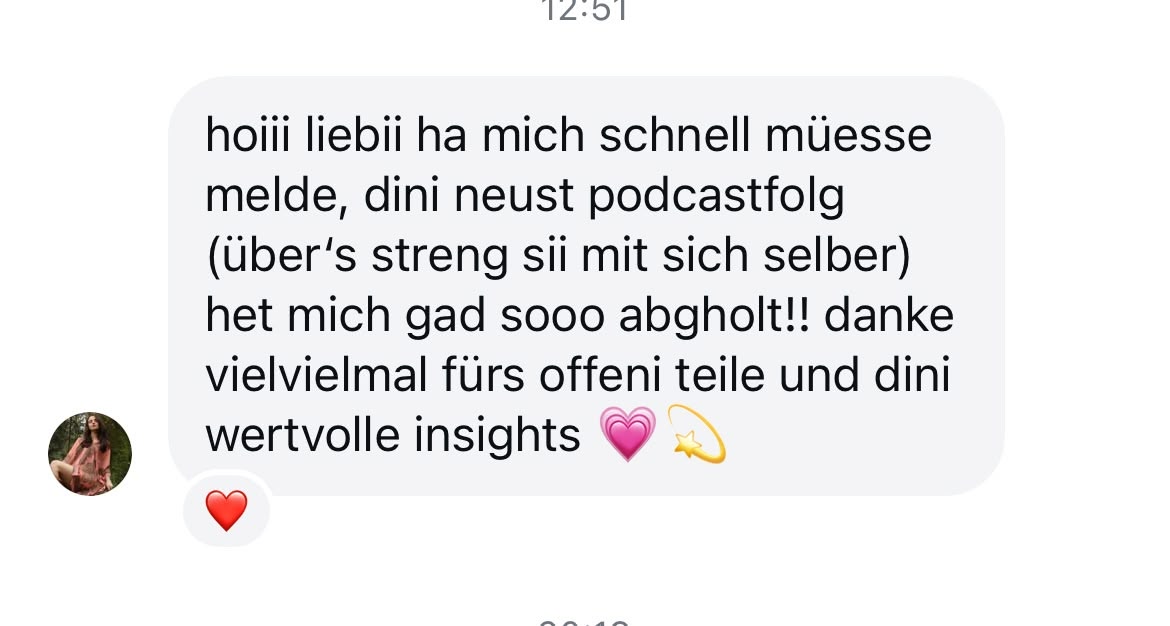 12:51
hoiii liebii ha mich schnell müesse
melde, dini neust podcastfolg
(über‘s streng sii mit sich selber)
het mich gad sooo abgholt!! danke
vielvielmal fürs offeni teile und dini
wertvolle insights 💗💫
❤️